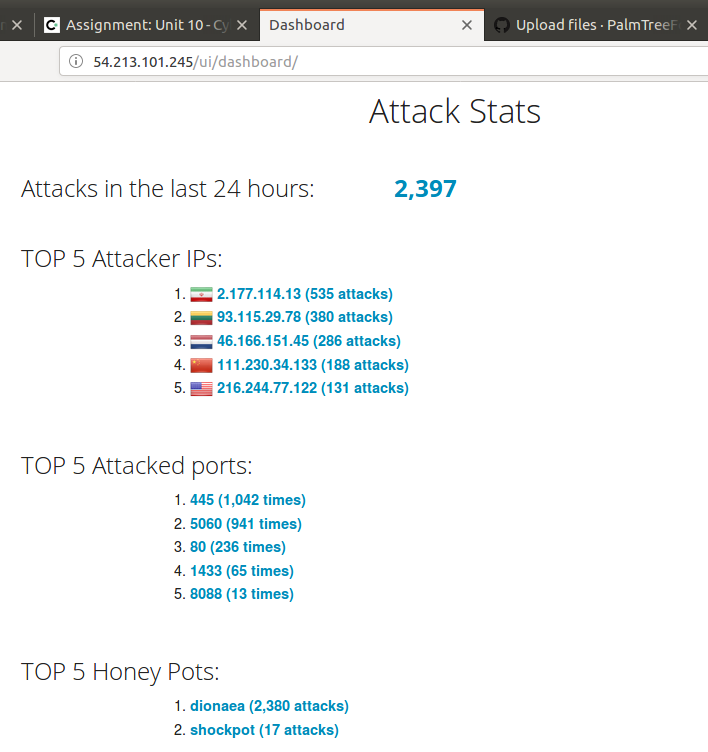 Assignment: Unit 10 - Cy
Dashboard
Upload files · PalmTreeF
54.213.101.245/ui/dashboard/
Attack Stats
Attacks in the last 24 hours: 2,397
TOP 5 Attacker IPs:
1. 2.177.114.13 (535 attacks)
2. 93.115.29.78 (380 attacks)
3. 46.166.151.45 (286 attacks)
4. 111.230.34.133 (188 attacks)
5. 216.244.77.122 (131 attacks)
TOP 5 Attacked ports:
1. 445 (1,042 times)
2. 5060 (941 times)
3. 80 (236 times)
4. 1433 (65 times)
5. 8088 (13 times)
TOP 5 Honey Pots:
1. dionaea (2,380 attacks)
2. shockpot (17 attacks)